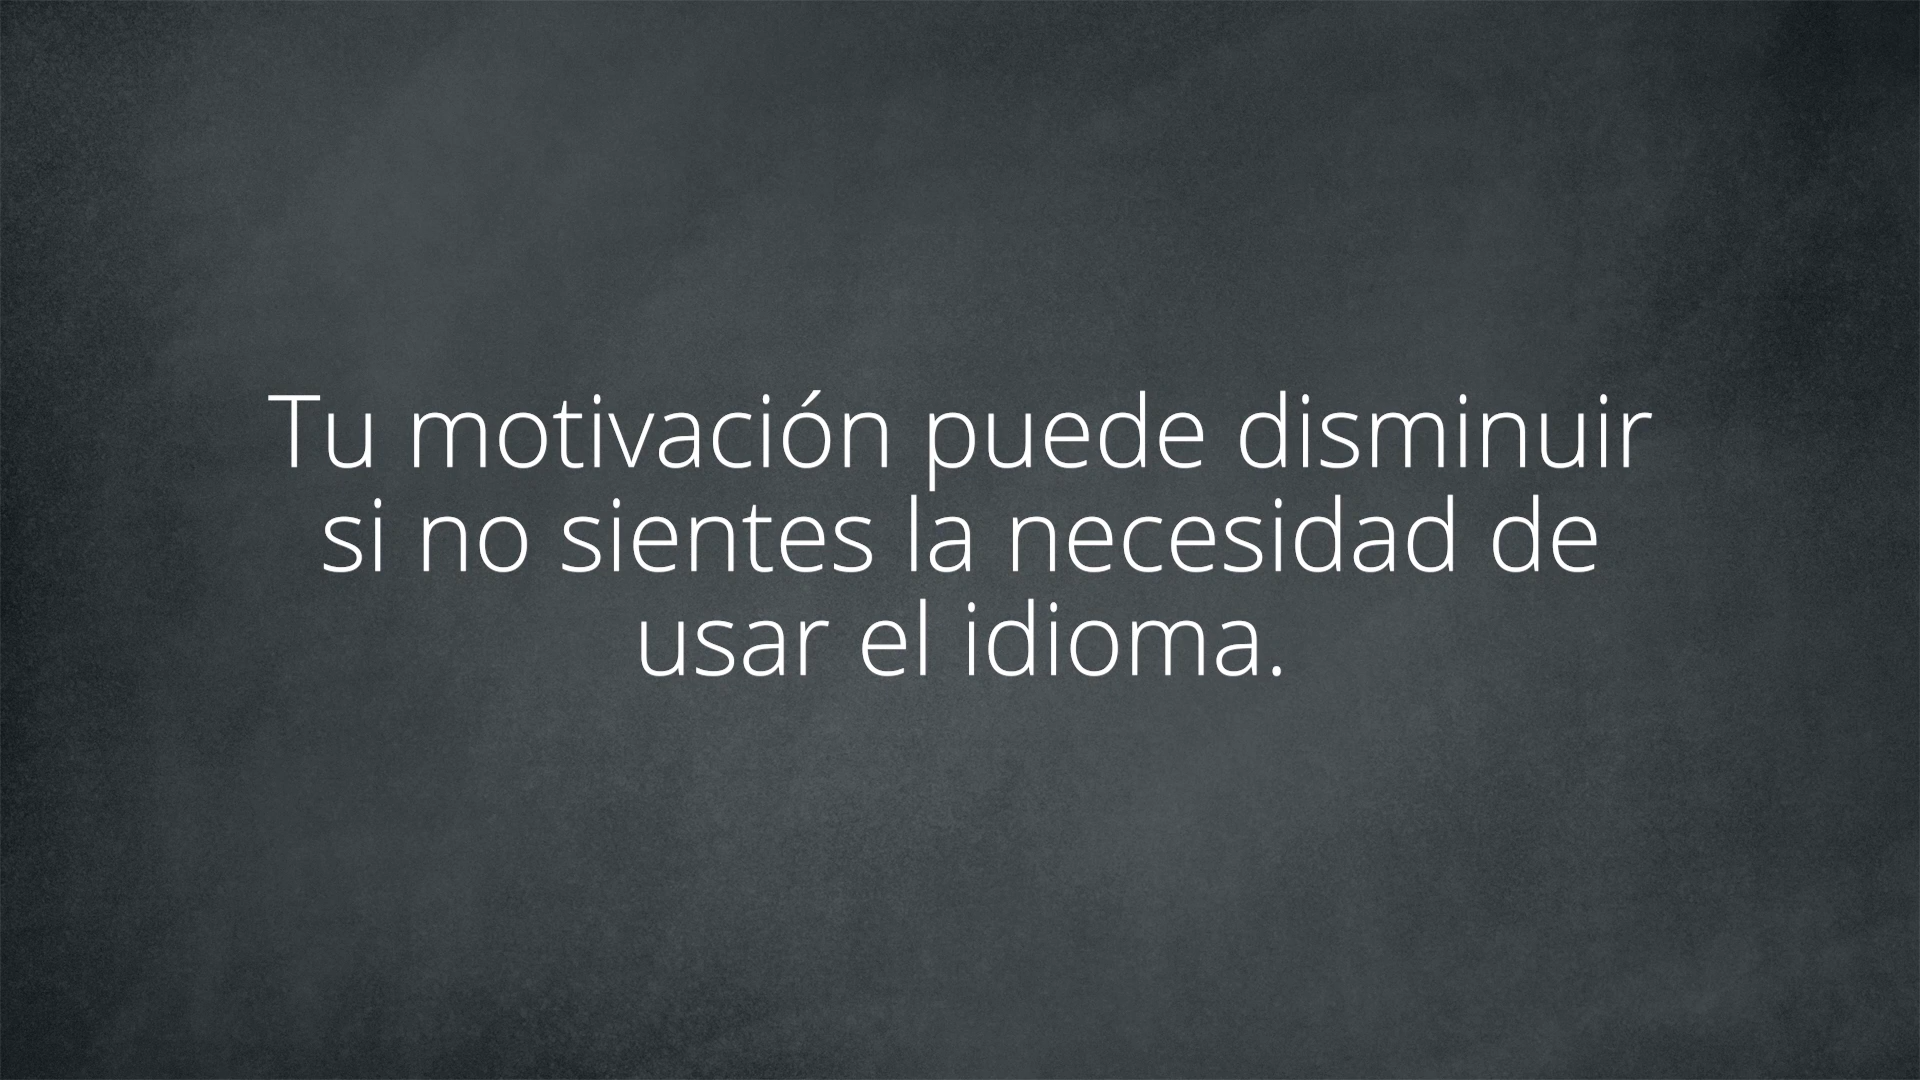 Tu motivación puede disminuir
si no sientes la necesidad de
usar el idioma.